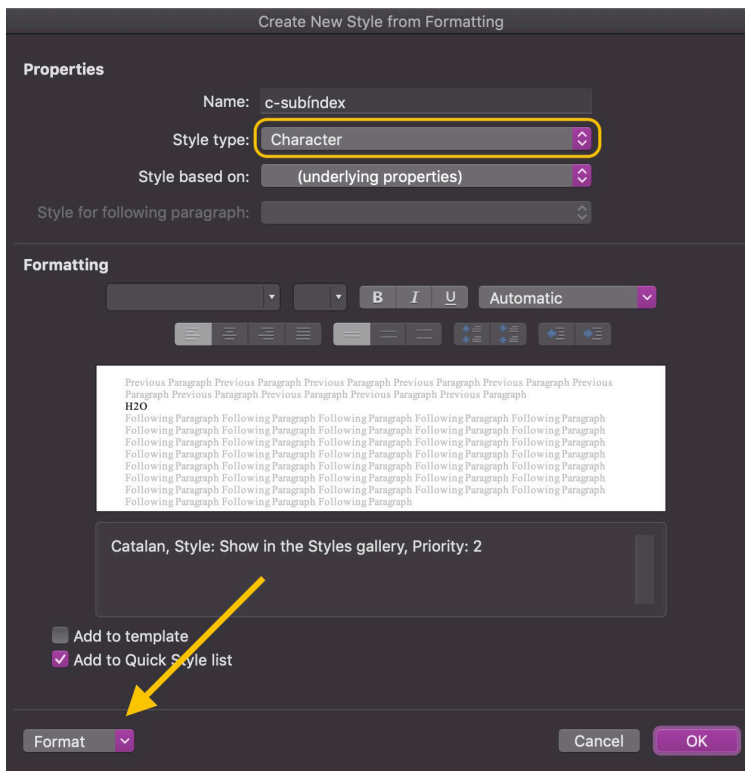 Create New Style from Formatting
Properties
Name: c-subíndex
Style type: Character
Style based on: (underlying properties)
Style for following paragraph:
Formatting
B I U Automatic
Previous Paragraph Previous Paragraph Previous Paragraph Previous Paragraph Previous Paragraph Previous
Paragraph Previous Paragraph Previous Paragraph Previous Paragraph Previous Paragraph
H2O
Following Paragraph Following Paragraph Following Paragraph Following Paragraph Following Paragraph
Following Paragraph Following Paragraph Following Paragraph Following Paragraph Following Paragraph
Following Paragraph Following Paragraph Following Paragraph Following Paragraph Following Paragraph
Following Paragraph Following Paragraph Following Paragraph Following Paragraph Following Paragraph
Following Paragraph Following Paragraph Following Paragraph Following Paragraph Following Paragraph
Following Paragraph Following Paragraph Following Paragraph Following Paragraph Following Paragraph
Following Paragraph Following Paragraph Following Paragraph Following Paragraph Following Paragraph
Following Paragraph Following Paragraph Following Paragraph
Catalan, Style: Show in the Styles gallery, Priority: 2
Add to template
Add to Quick Style list
Format Cancel OK